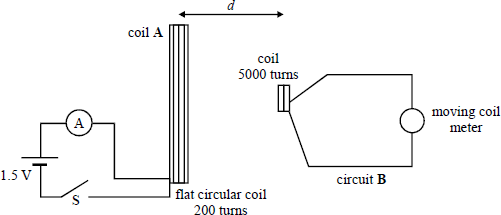 d
coil A
coil
5000 turns
A
moving coil
meter
1.5 V
S
flat circular coil
200 turns
circuit B